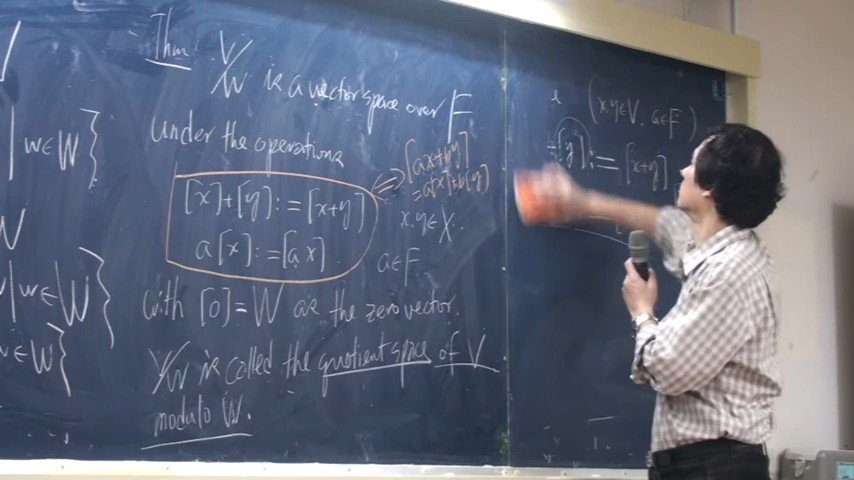 | w ∈ W }
| w ∈ W }
w ∈ W }
Thm V/W is a vector space over F
under the operations
[x]+[y]:=[x+y]
a[x]:=[ax]
⇔ [ax+by]
=a[x]+b[y]
x,y∈X.
a∈F
with [0]=W as the zero vector.
V/W is called the quotient space of V
modulo W.
(x,y∈V, a∈F)
+[y]:=[x+y]